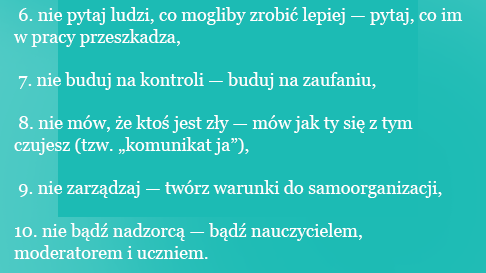 6. nie pytaj ludzi, co mogliby zrobić lepiej — pytaj, co im
w pracy przeszkadza,
7. nie buduj na kontroli — buduj na zaufaniu,
8. nie mów, że ktoś jest zły — mów jak ty się z tym
czujesz (tzw. „komunikat ja”),
9. nie zarządzaj — twórz warunki do samoorganizacji,
10. nie bądź nadzorcą — bądź nauczycielem,
moderatorem i uczniem.